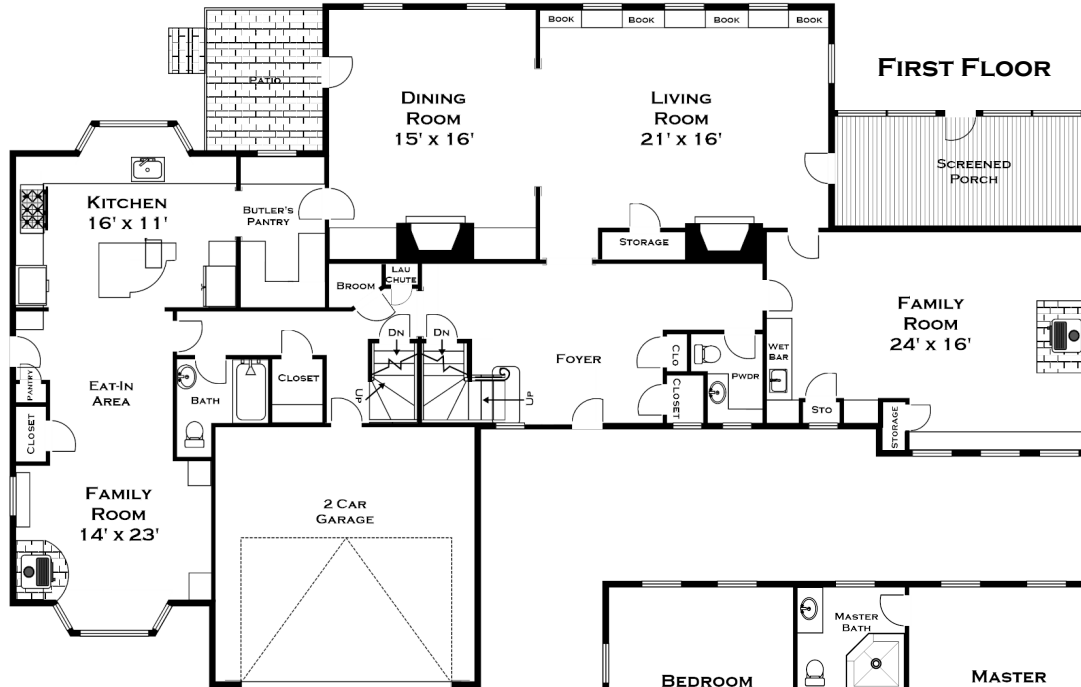 BOOK BOOK BOOK BOOK
FIRST FLOOR
PATIO
DINING
ROOM
15' x 16'
LIVING
ROOM
21' x 16'
SCREENED
PORCH
KITCHEN
16' x 11'
BUTLER'S
PANTRY
STORAGE
BROOM
LAU
CHUTE
FAMILY
ROOM
24' x 16'
DN DN
FOYER
CLO
PWDR
WET
BAR
EAT-IN
AREA
PANTRY
CLOSET
BATH
CLOSET
UP
UP
CLOSET
STO
STORAGE
FAMILY
ROOM
14' x 23'
2 CAR
GARAGE
BEDROOM
MASTER
BATH
MASTER